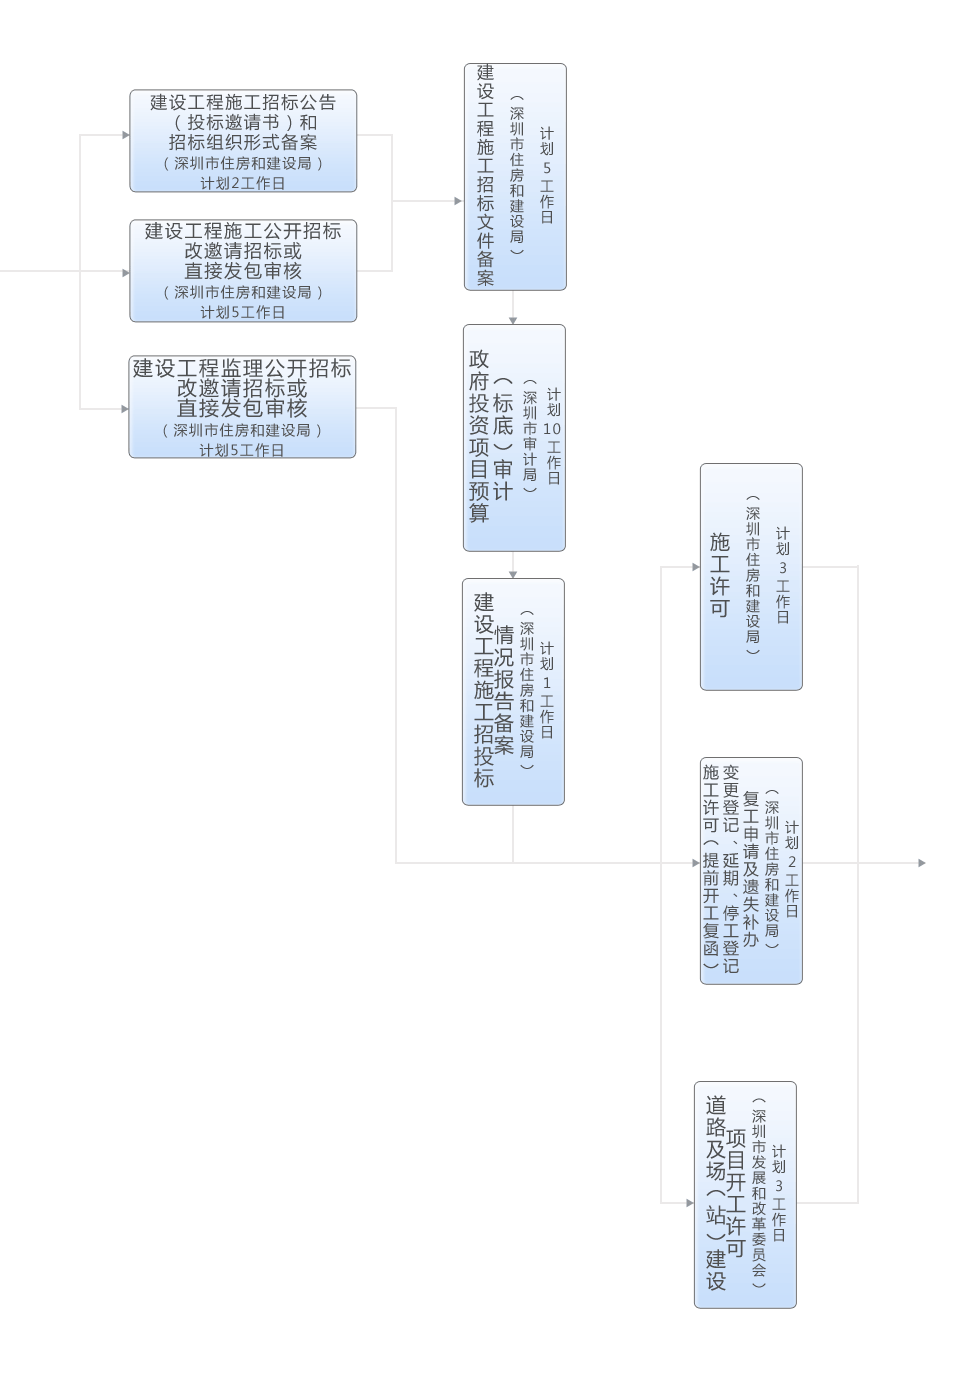 建设工程施工招标公告
（投标邀请书）和
招标组织形式备案
（深圳市住房和建设局）
计划2工作日
建设工程施工公开招标
改邀请招标或
直接发包审核
（深圳市住房和建设局）
计划5工作日
建设工程监理公开招标
改邀请招标或
直接发包审核
（深圳市住房和建设局）
计划5工作日
建设工程施工招标文件备案
（深圳市住房和建设局）
计划5工作日
政府投资项目预算
（标底）审计
（深圳市审计局）
计划10工作日
建设工程施工招投标
情况报告备案
（深圳市住房和建设局）
计划1工作日
施工许可
（深圳市住房和建设局）
计划3工作日
施工许可（提前开工复函）
变更登记、延期、停工登记
复工申请及遗失补办
（深圳市住房和建设局）
计划2工作日
道路及场（站）建设
项目开工许可
（深圳市发展和改革委员会）
计划3工作日